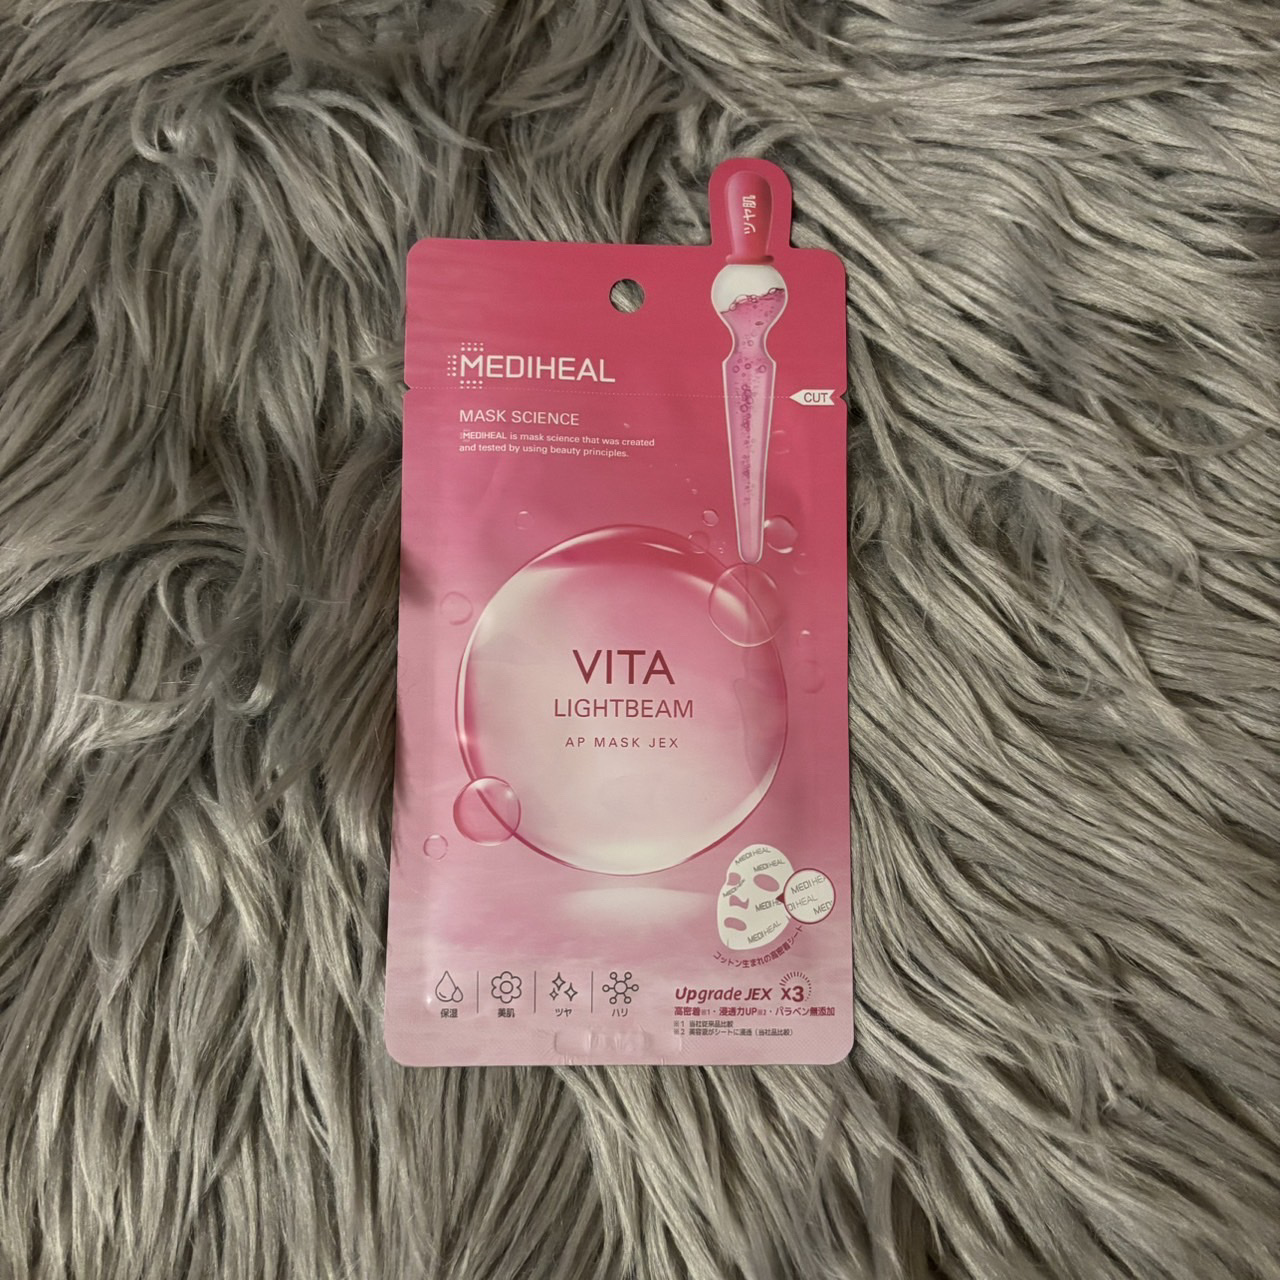 MEDIHEAL
CUT
MASK SCIENCE
MEDIHEAL is mask science that was created
and tested by using beauty principles.
VITA
LIGHTBEAM
AP MASK JEX
MEDIHEAL
MEDIHEAL
MEDIHEAL
コットン生まれの高密着シート
保湿
美肌
ツヤ
ハリ
Upgrade JEX x3
高密着※1・浸透力UP※2・パラベン無添加
※1 当社従来品比較
※2 美容液がシートに浸透（当社品比較）